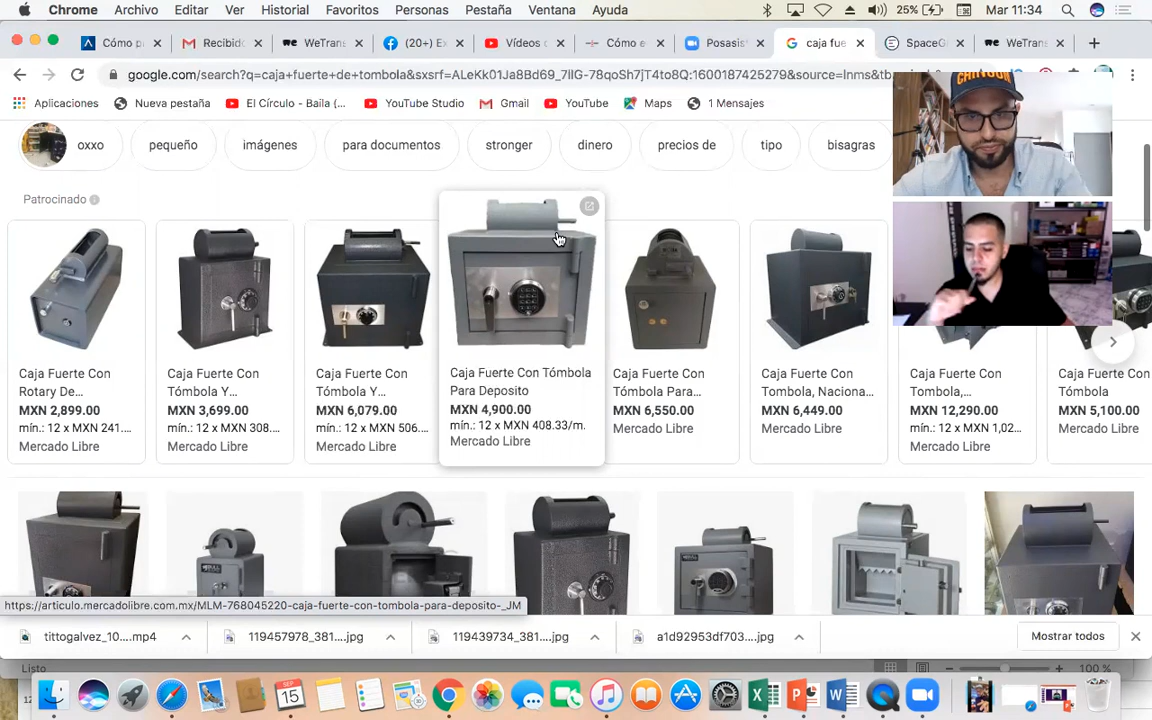 Chrome Archivo Editar Ver Historial Favoritos Personas Pestaña Ventana Ayuda 25% Mar 11:34
Cómo p Recibido WeTrans (20+) Ex Vídeos c Cómo e Posasis caja fue SpaceG WeTrans
google.com/search?q=caja+fuerte+de+tombola&sxsrf=ALeKk01Ja8Bd69_7lIG-78qoSh7jT4to8Q:1600187425279&source=lnms&tb
Aplicaciones Nueva pestaña El Círculo - Baila (... YouTube Studio Gmail YouTube Maps 1 Mensajes
oxxo pequeño imágenes para documentos stronger dinero precios de tipo bisagras
Patrocinado
Caja Fuerte Con
Rotary De...
MXN 2,899.00
mín.: 12 x MXN 241....
Mercado Libre
Caja Fuerte Con
Tómbola Y...
MXN 3,699.00
mín.: 12 x MXN 308....
Mercado Libre
Caja Fuerte Con
Tómbola Y...
MXN 6,079.00
mín.: 12 x MXN 506....
Mercado Libre
Caja Fuerte Con Tómbola
Para Deposito
MXN 4,900.00
mín.: 12 x MXN 408.33/m.
Mercado Libre
Caja Fuerte Con
Tómbola Para...
MXN 6,550.00
Mercado Libre
Caja Fuerte Con
Tómbola, Naciona...
MXN 6,449.00
Mercado Libre
Caja Fuerte Con
Tómbola,...
MXN 12,290.00
mín.: 12 x MXN 1,02...
Mercado Libre
Caja Fuerte Con
Tómbola
MXN 5,100.00
mín.: 12 x MXN 428....
Mercado Libre
https://articulo.mercadolibre.com.mx/MLM-768045220-caja-fuerte-con-tombola-para-deposito-_JM
tittogalvez_10....mp4 119457978_381....jpg 119439734_381....jpg a1d92953df703....jpg Mostrar todos
Listo 100 %
SEP
15